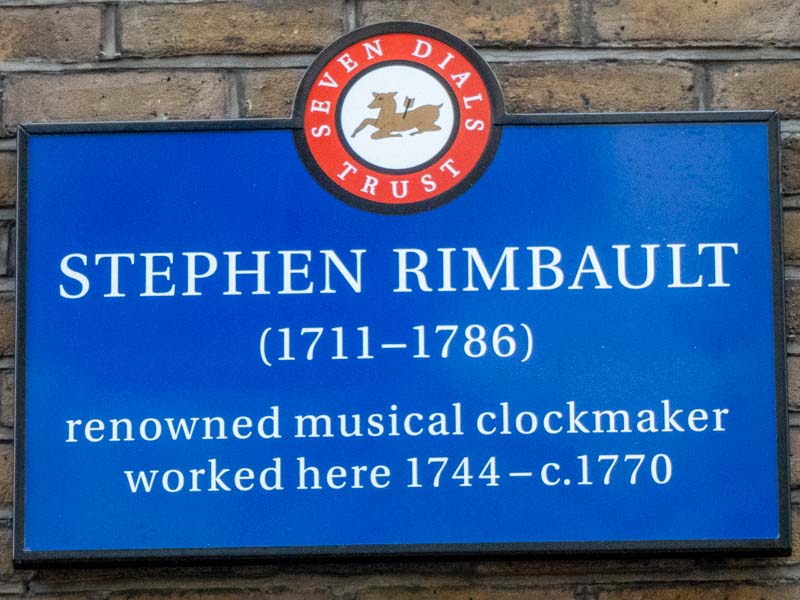 SEVEN DIALS
TRUST
STEPHEN RIMBAULT
(1711–1786)
renowned musical clockmaker
worked here 1744–c.1770